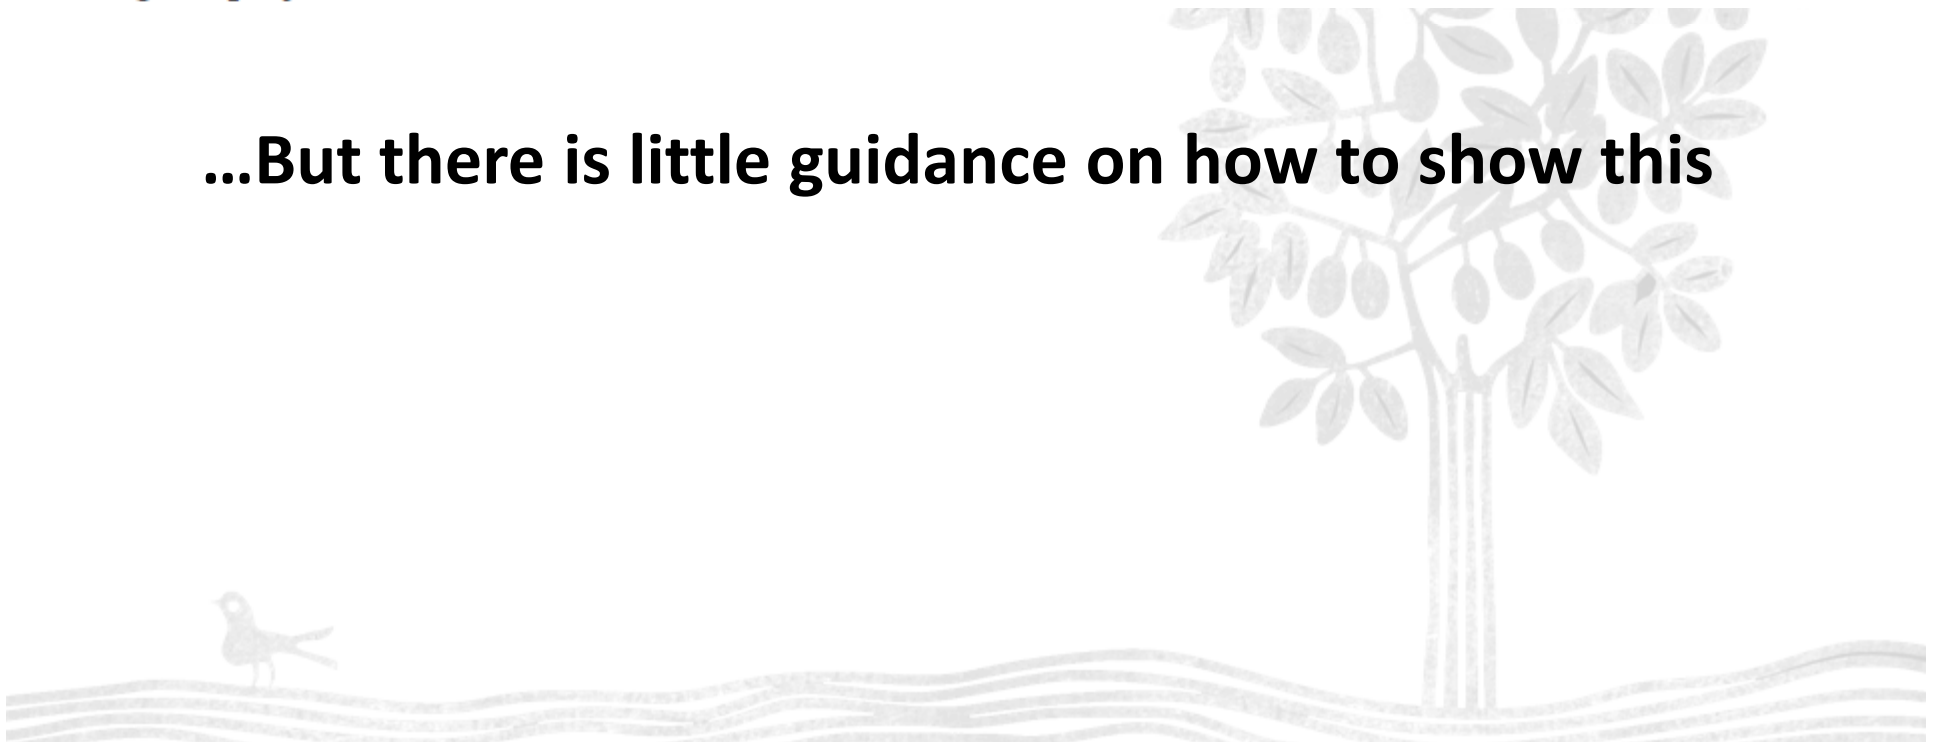 …But there is little guidance on how to show this